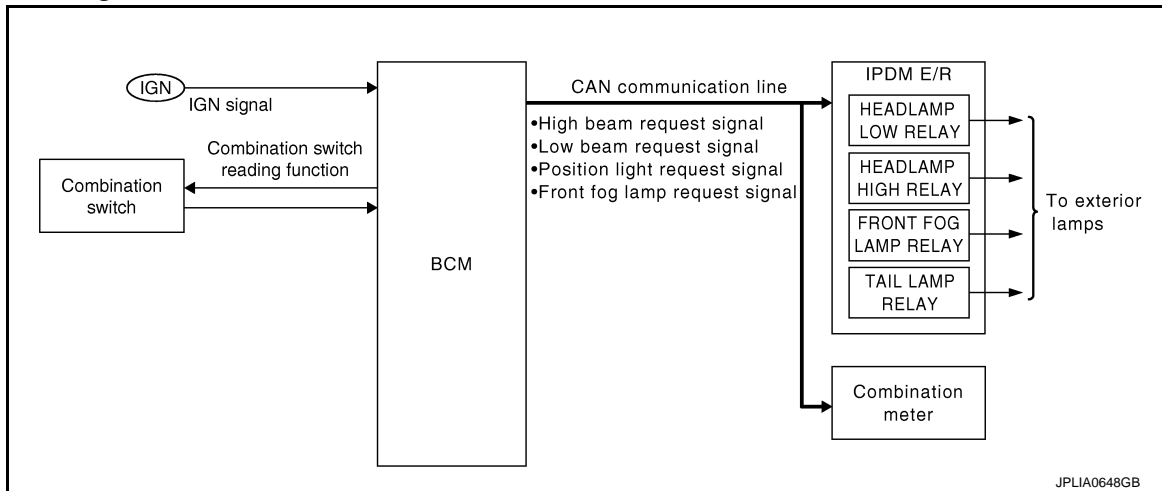 IGN
IGN signal
Combination switch
reading function
Combination
switch
BCM
CAN communication line
•High beam request signal
•Low beam request signal
•Position light request signal
•Front fog lamp request signal
IPDM E/R
HEADLAMP
LOW RELAY
HEADLAMP
HIGH RELAY
FRONT FOG
LAMP RELAY
TAIL LAMP
RELAY
To exterior
lamps
Combination
meter
JPLIA0648GB